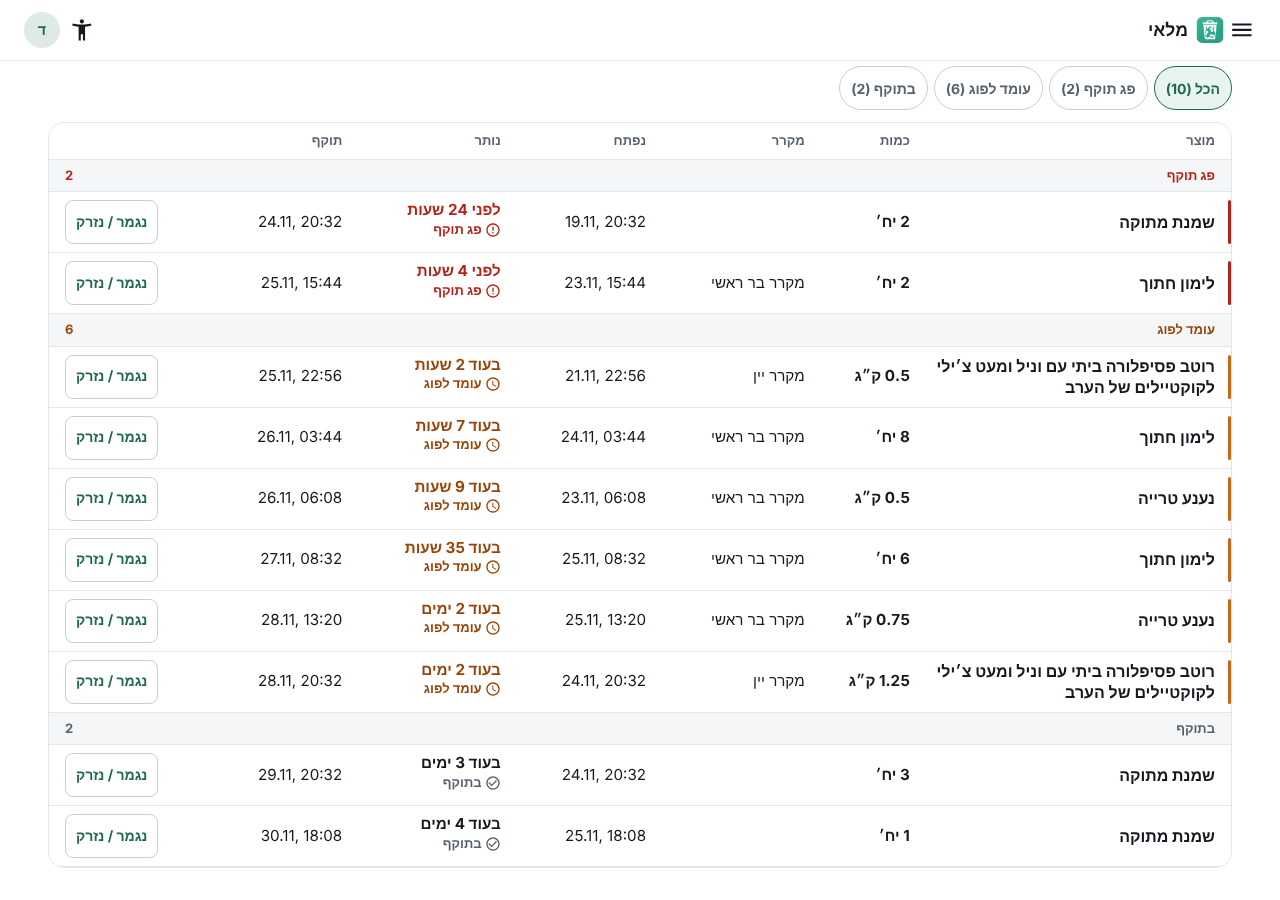 מלאי
ד
הכל (10)
פג תוקף (2)
עומד לפוג (6)
בתוקף (2)
מוצר כמות מקרר נפתח נותר תוקף
פג תוקף 2
שמנת מתוקה 2 יח׳ 19.11, 20:32 לפני 24 שעות 24.11, 20:32 נגמר / נזרק
פג תוקף
לימון חתוך 2 יח׳ מקרר בר ראשי 23.11, 15:44 לפני 4 שעות 25.11, 15:44 נגמר / נזרק
פג תוקף
עומד לפוג 6
רוטב פסיפלורה ביתי עם וניל ומעט צ׳ילי 0.5 ק״ג מקרר יין 21.11, 22:56 בעוד 2 שעות 25.11, 22:56 נגמר / נזרק
לקוקטיילים של הערב עומד לפוג
לימון חתוך 8 יח׳ מקרר בר ראשי 24.11, 03:44 בעוד 7 שעות 26.11, 03:44 נגמר / נזרק
עומד לפוג
נענע טרייה 0.5 ק״ג מקרר בר ראשי 23.11, 06:08 בעוד 9 שעות 26.11, 06:08 נגמר / נזרק
עומד לפוג
לימון חתוך 6 יח׳ מקרר בר ראשי 25.11, 08:32 בעוד 35 שעות 27.11, 08:32 נגמר / נזרק
עומד לפוג
נענע טרייה 0.75 ק״ג מקרר בר ראשי 25.11, 13:20 בעוד 2 ימים 28.11, 13:20 נגמר / נזרק
עומד לפוג
רוטב פסיפלורה ביתי עם וניל ומעט צ׳ילי 1.25 ק״ג מקרר יין 24.11, 20:32 בעוד 2 ימים 28.11, 20:32 נגמר / נזרק
לקוקטיילים של הערב עומד לפוג
בתוקף 2
שמנת מתוקה 3 יח׳ 24.11, 20:32 בעוד 3 ימים 29.11, 20:32 נגמר / נזרק
בתוקף
שמנת מתוקה 1 יח׳ 25.11, 18:08 בעוד 4 ימים 30.11, 18:08 נגמר / נזרק
בתוקף